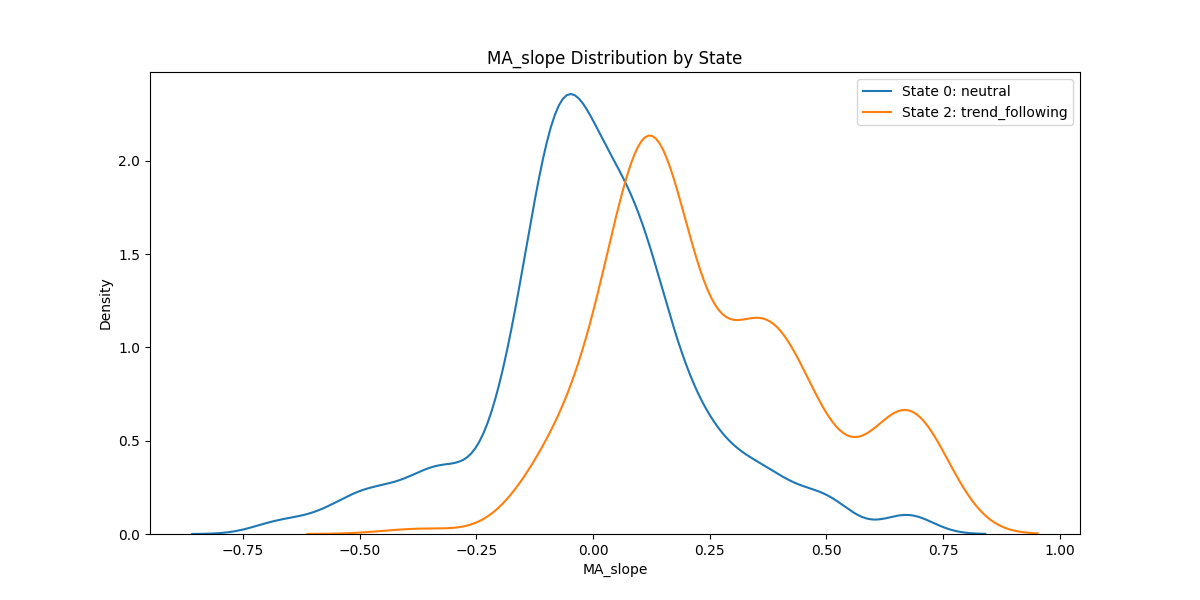 MA_slope Distribution by State
State 0: neutral
State 2: trend_following
Density
2.0
1.5
1.0
0.5
0.0
−0.75 −0.50 −0.25 0.00 0.25 0.50 0.75 1.00
MA_slope